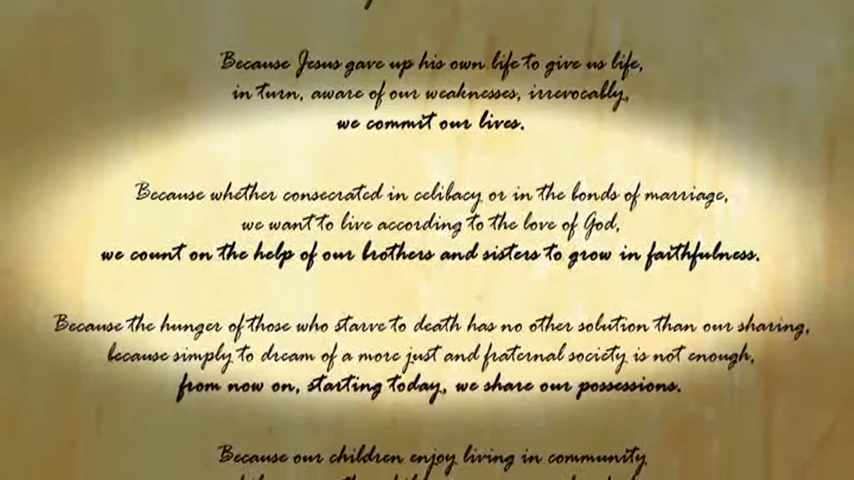 Because Jesus gave up his own life to give us life,
in turn, aware of our weaknesses, irrevocably,
we commit our lives.
Because whether consecrated in celibacy or in the bonds of marriage,
we want to live according to the love of God,
we count on the help of our brothers and sisters to grow in faithfulness.
Because the hunger of those who starve to death has no other solution than our sharing,
because simply to dream of a more just and fraternal society is not enough,
from now on, starting today, we share our possessions.
Because our children enjoy living in community